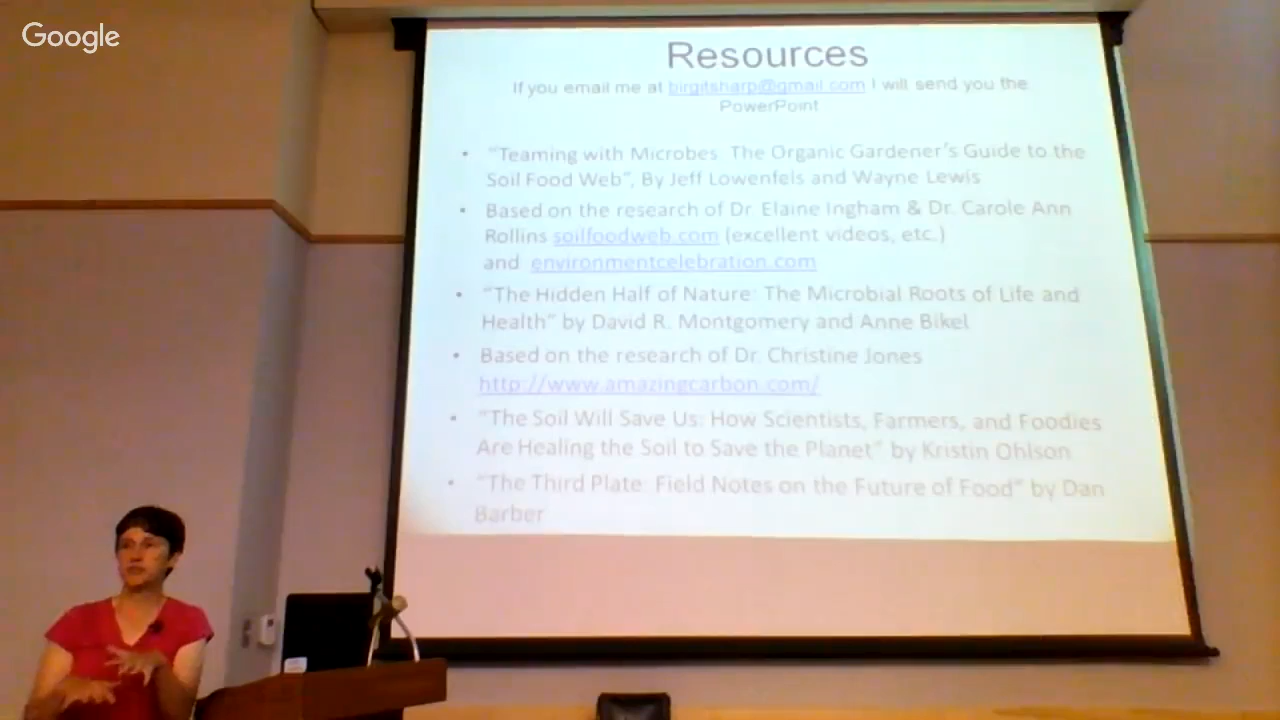 Google
Resources
If you email me at birgitsharp@gmail.com I will send you the
PowerPoint
• "Teaming with Microbes: The Organic Gardener's Guide to the
Soil Food Web", By Jeff Lowenfels and Wayne Lewis
• Based on the research of Dr. Elaine Ingham & Dr. Carole Ann
Rollins soilfoodweb.com (excellent videos, etc.)
and environmentcelebration.com
• "The Hidden Half of Nature: The Microbial Roots of Life and
Health" by David R. Montgomery and Anne Bikel
• Based on the research of Dr. Christine Jones
http://www.amazingcarbon.com/
• "The Soil Will Save Us: How Scientists, Farmers, and Foodies
Are Healing the Soil to Save the Planet" by Kristin Ohlson
• "The Third Plate: Field Notes on the Future of Food" by Dan
Barber